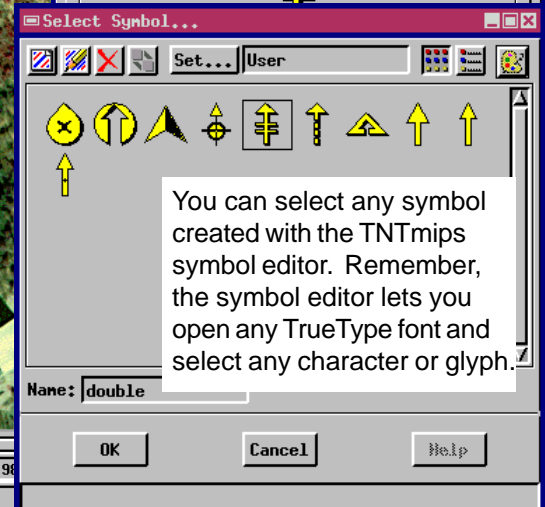 Select Symbol...
Set... User
You can select any symbol
created with the TNTmips
symbol editor. Remember,
the symbol editor lets you
open any TrueType font and
select any character or glyph.
Name: double
OK Cancel Help
98